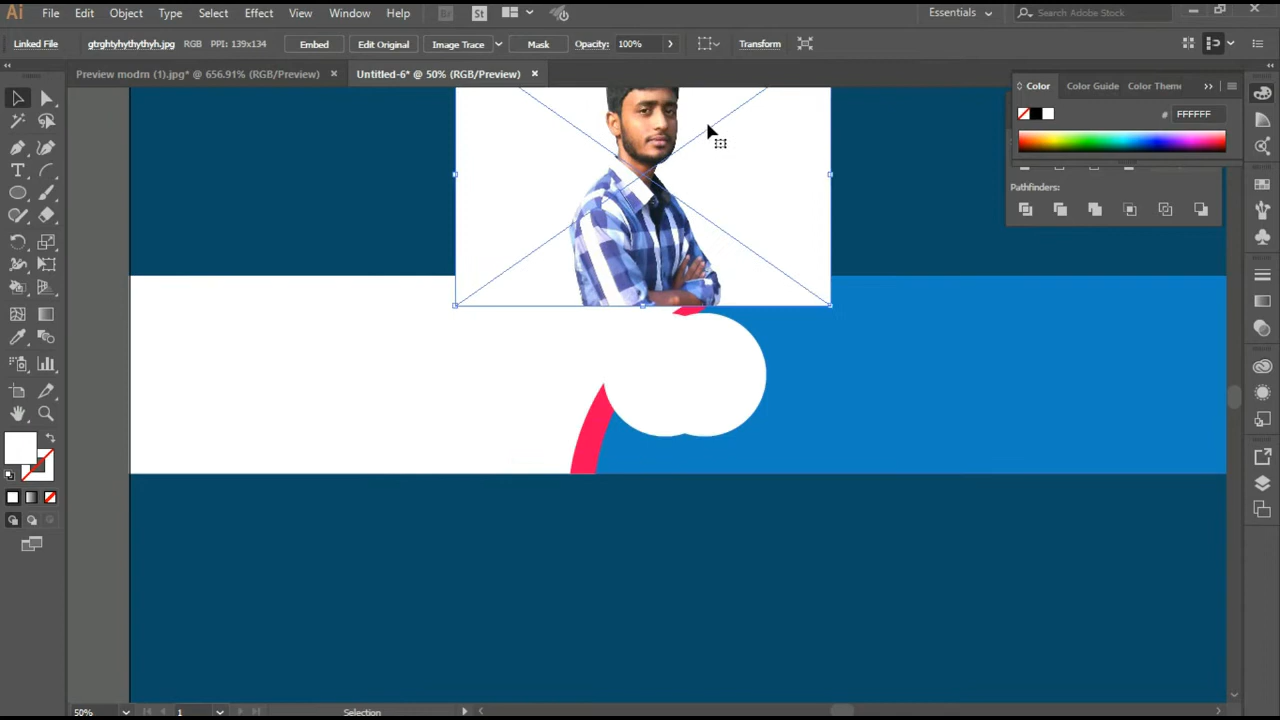 Ai File Edit Object Type Select Effect View Window Help Br St Essentials Search Adobe Stock
Linked File gtrghtyhythyth.jpg RGB PPI: 139x134 Embed Edit Original Image Trace Mask Opacity: 100% Transform
Preview modm (1).jpg* @ 656.91% (RGB/Preview) Untitled-6* @ 50% (RGB/Preview)
Color Color Guide Color Theme
# FFFFFF
Pathfinders:
50% 1 Selection